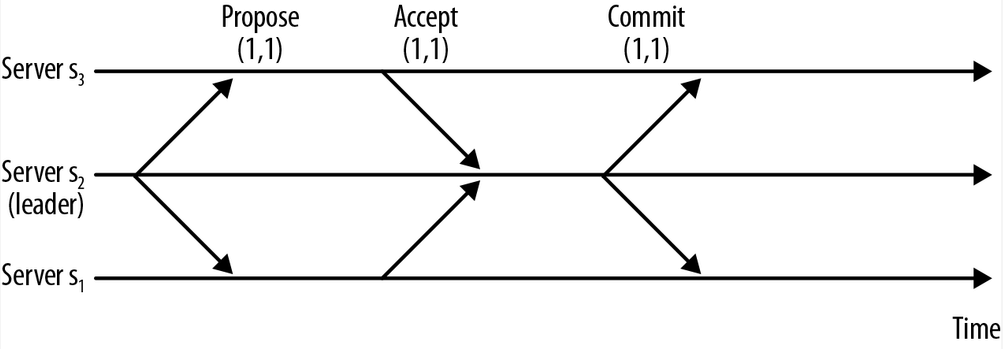 Propose
(1,1)
Accept
(1,1)
Commit
(1,1)
Server s3
Server s2
(leader)
Server s1
Time